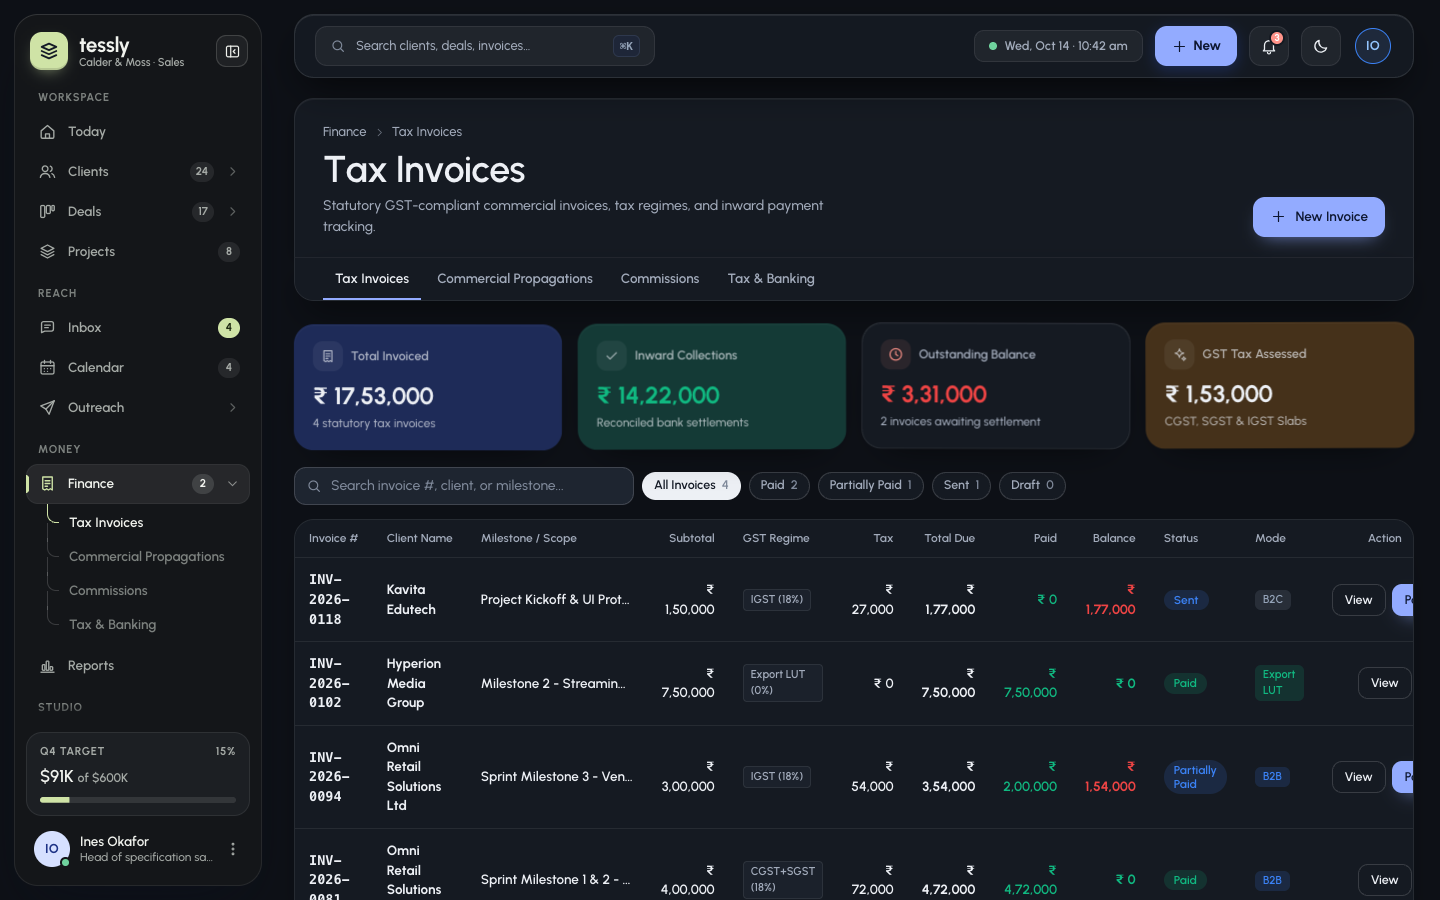 tessly
Calder & Moss · Sales
WORKSPACE
Today
Clients 24
Deals 17
Projects 8
REACH
Inbox 4
Calendar 4
Outreach
MONEY
Finance 2
Tax Invoices
Commercial Propagations
Commissions
Tax & Banking
Reports
STUDIO
Q4 TARGET 15%
$91K of $600K
IO
Ines Okafor
Head of specification sa...
Search clients, deals, invoices...
⌘K
Wed, Oct 14 · 10:42 am
New
3
IO
Finance > Tax Invoices
Tax Invoices
Statutory GST-compliant commercial invoices, tax regimes, and inward payment
tracking.
New Invoice
Tax Invoices Commercial Propagations Commissions Tax & Banking
Total Invoiced
₹ 17,53,000
4 statutory tax invoices
Inward Collections
₹ 14,22,000
Reconciled bank settlements
Outstanding Balance
₹ 3,31,000
2 invoices awaiting settlement
GST Tax Assessed
₹ 1,53,000
CGST, SGST & IGST Slabs
Search invoice #, client, or milestone...
All Invoices 4
Paid 2
Partially Paid 1
Sent 1
Draft 0
Invoice # Client Name Milestone / Scope Subtotal GST Regime Tax Total Due Paid Balance Status Mode Action
INV-
2026-
0118
Kavita
Edutech
Project Kickoff & UI Prot...
₹
1,50,000
IGST (18%)
₹
27,000
₹
1,77,000
₹ 0
₹
1,77,000
Sent
B2C
View
INV-
2026-
0102
Hyperion
Media
Group
Milestone 2 - Streamin...
₹
7,50,000
Export LUT
(0%)
₹ 0
₹
7,50,000
₹
7,50,000
₹ 0
Paid
Export
LUT
View
INV-
2026-
0094
Omni
Retail
Solutions
Ltd
Sprint Milestone 3 - Ven...
₹
3,00,000
IGST (18%)
₹
54,000
₹
3,54,000
₹
2,00,000
₹
1,54,000
Partially
Paid
B2B
View
INV-
2026-
0081
Omni
Retail
Solutions
Sprint Milestone 1 & 2 - ...
₹
4,00,000
CGST+SGST
(18%)
₹
72,000
₹
4,72,000
₹
4,72,000
₹ 0
Paid
B2B
View